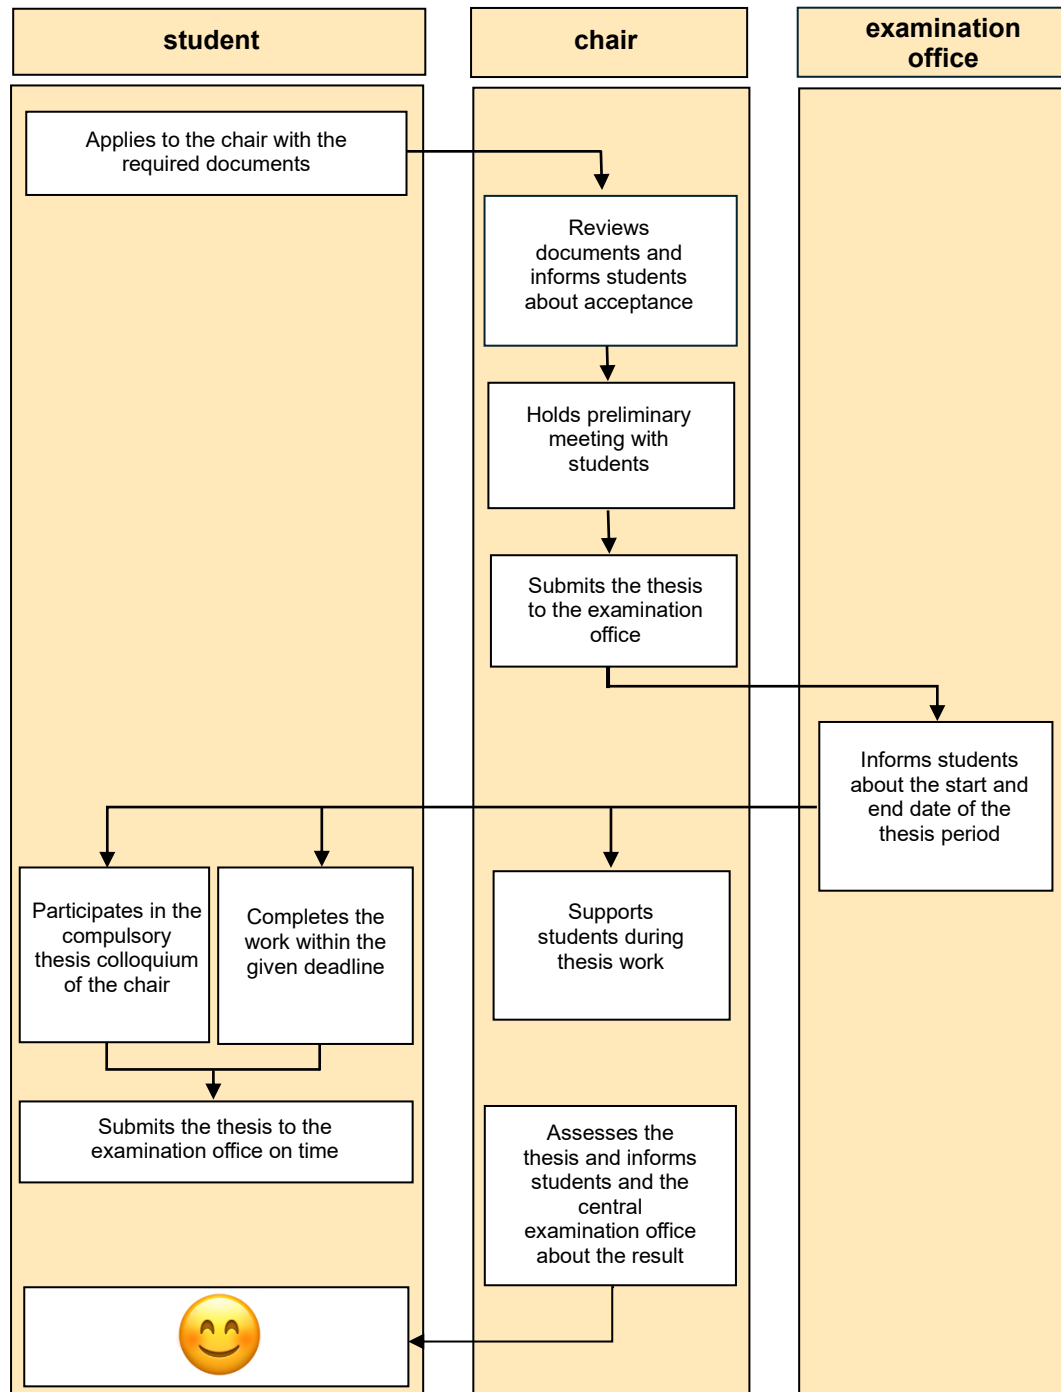 student
chair
examination
office
Applies to the chair with the
required documents
Reviews
documents and
informs students
about acceptance
Holds preliminary
meeting with
students
Submits the thesis
to the examination
office
Informs students
about the start and
end date of the
thesis period
Participates in the
compulsory
thesis colloquium
of the chair
Completes the
work within the
given deadline
Supports
students during
thesis work
Submits the thesis to the
examination office on time
Assesses the
thesis and informs
students and the
central
examination office
about the result